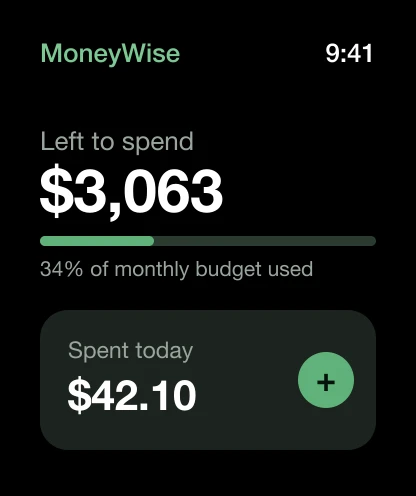 MoneyWise 9:41
Left to spend
$3,063
34% of monthly budget used
Spent today
$42.10
+